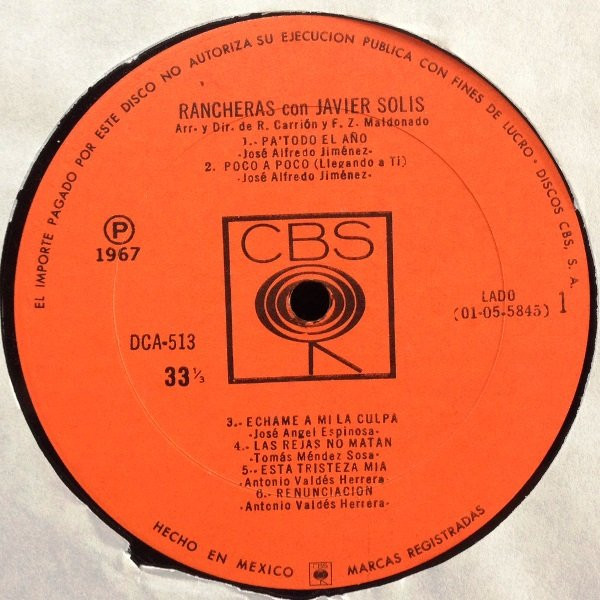 EL IMPORTE PAGADO POR ESTE DISCO NO AUTORIZA SU EJECUCION PUBLICA CON FINES DE LUCRO · DISCOS CBS, S. A.
RANCHERAS con JAVIER SOLIS
Arr. y Dir. de R. Carrión y F. Z. Maldonado
1.- PA'TODO EL AÑO
-José Alfredo Jiménez-
2. POCO A POCO (Llegando a Ti)
-José Alfredo Jiménez-
P
1967
CBS
LADO 1
(01-05-5845)
DCA-513
33 1/3
3.- ECHAME A MI LA CULPA
-José Angel Espinosa-
4.- LAS REJAS NO MATAN
-Tomás Méndez Sosa-
5.- ESTA TRISTEZA MIA
-Antonio Valdés Herrera-
6.- RENUNCIACION
-Antonio Valdés Herrera-
HECHO EN MEXICO CBS MARCAS REGISTRADAS